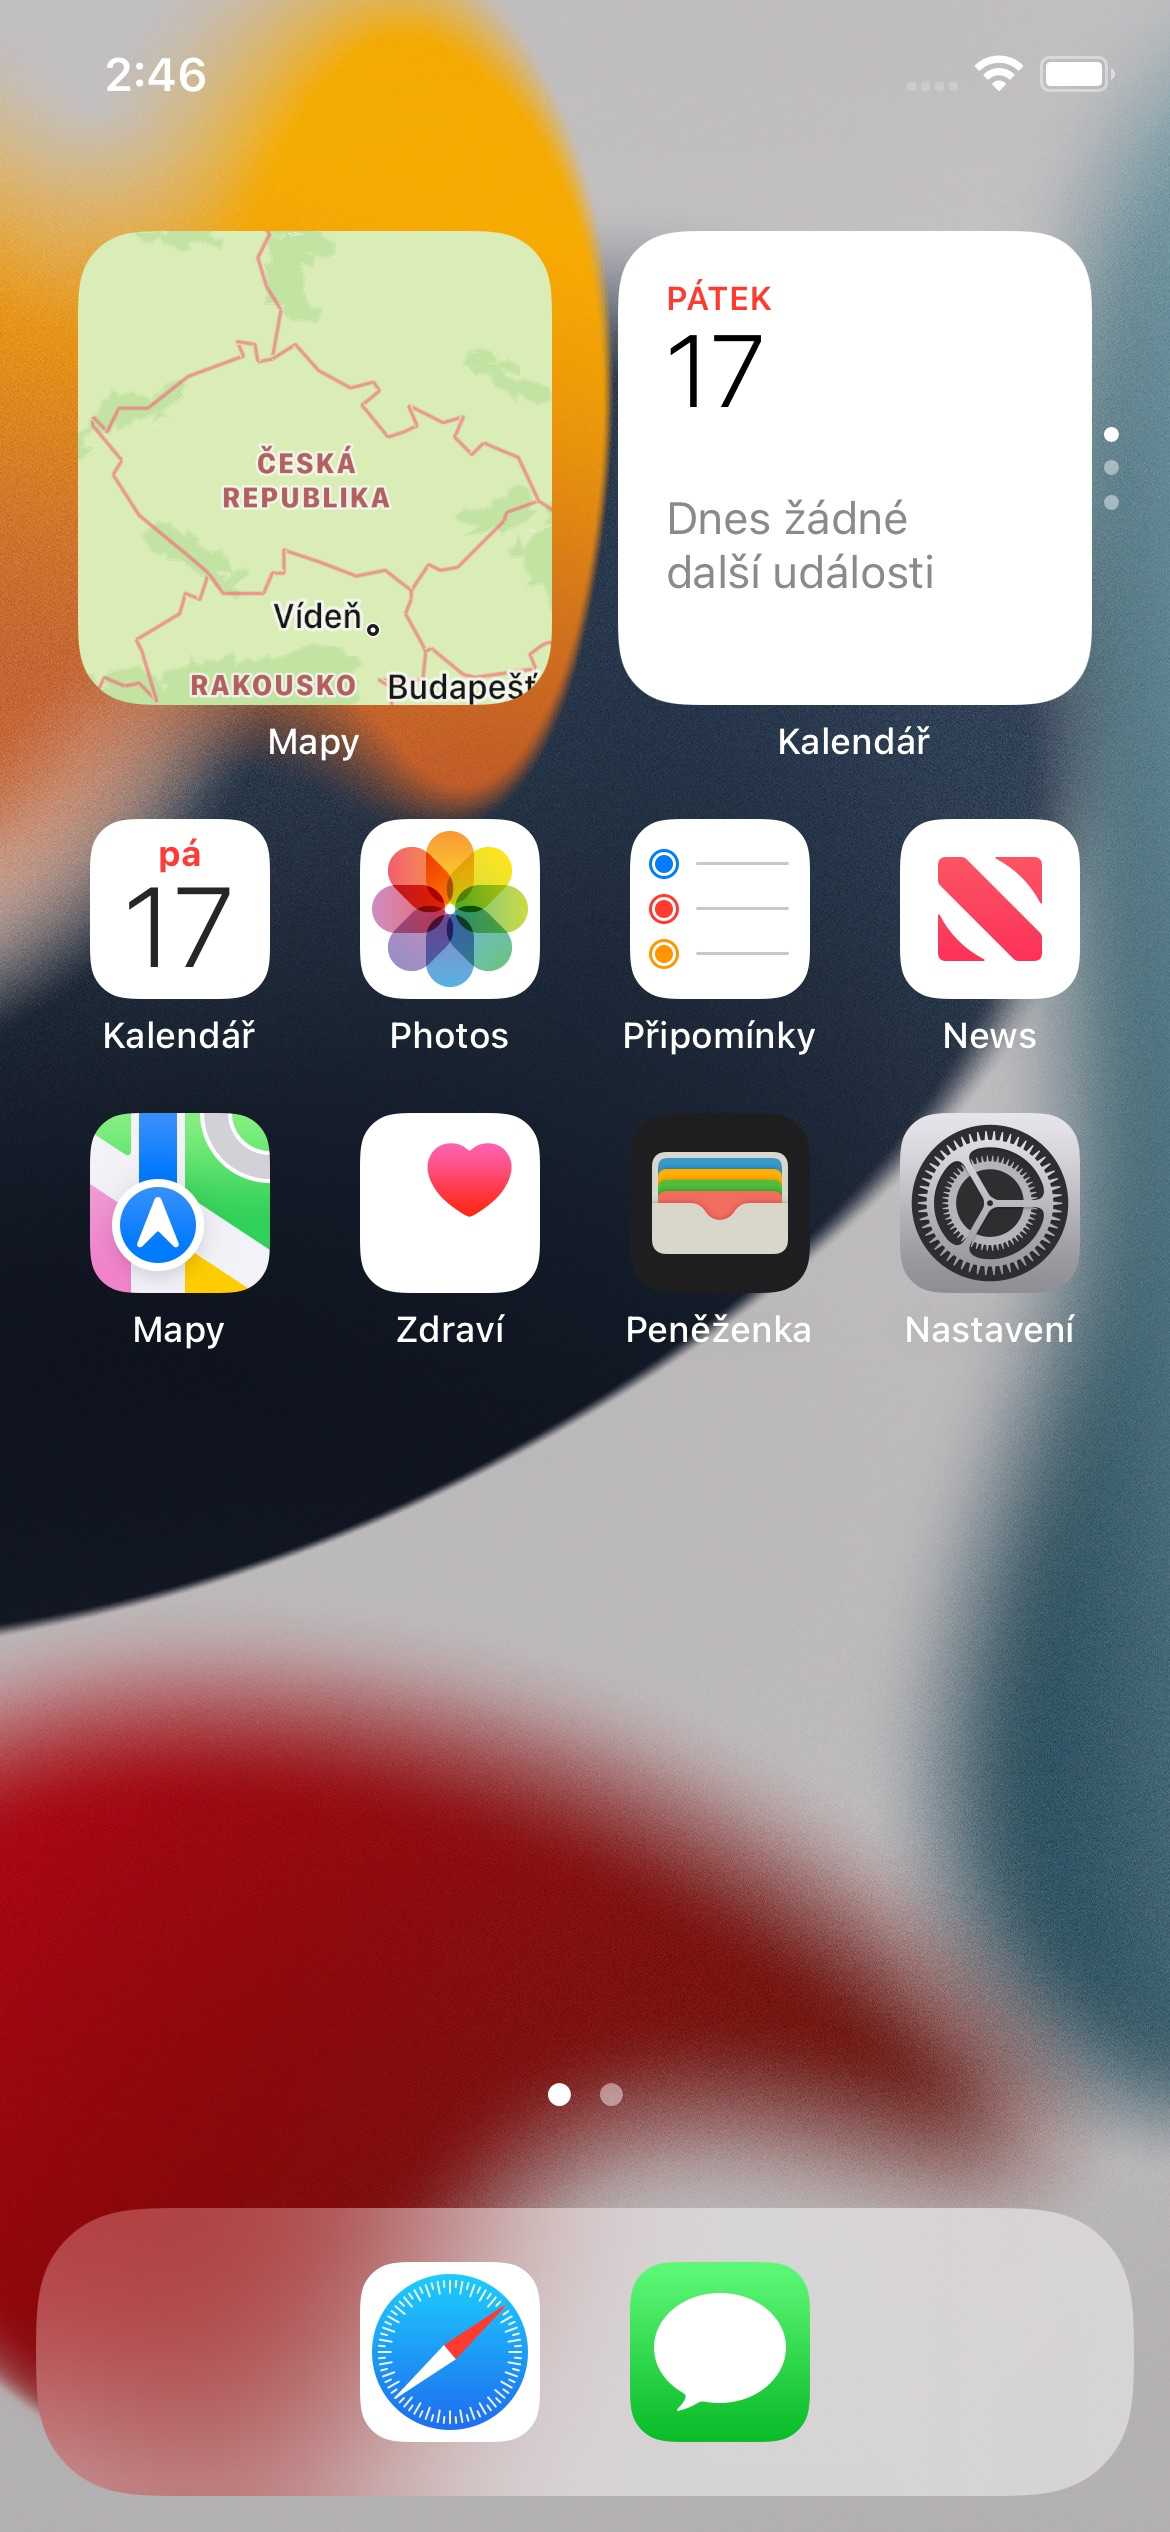 2:46
PÁTEK
17
Dnes žádné
další události
ČESKÁ
REPUBLIKA
Vídeň
RAKOUSKO
Budapešť
Mapy
Kalendář
pá
17
Kalendář
Photos
Připomínky
News
Mapy
Zdraví
Peněženka
Nastavení